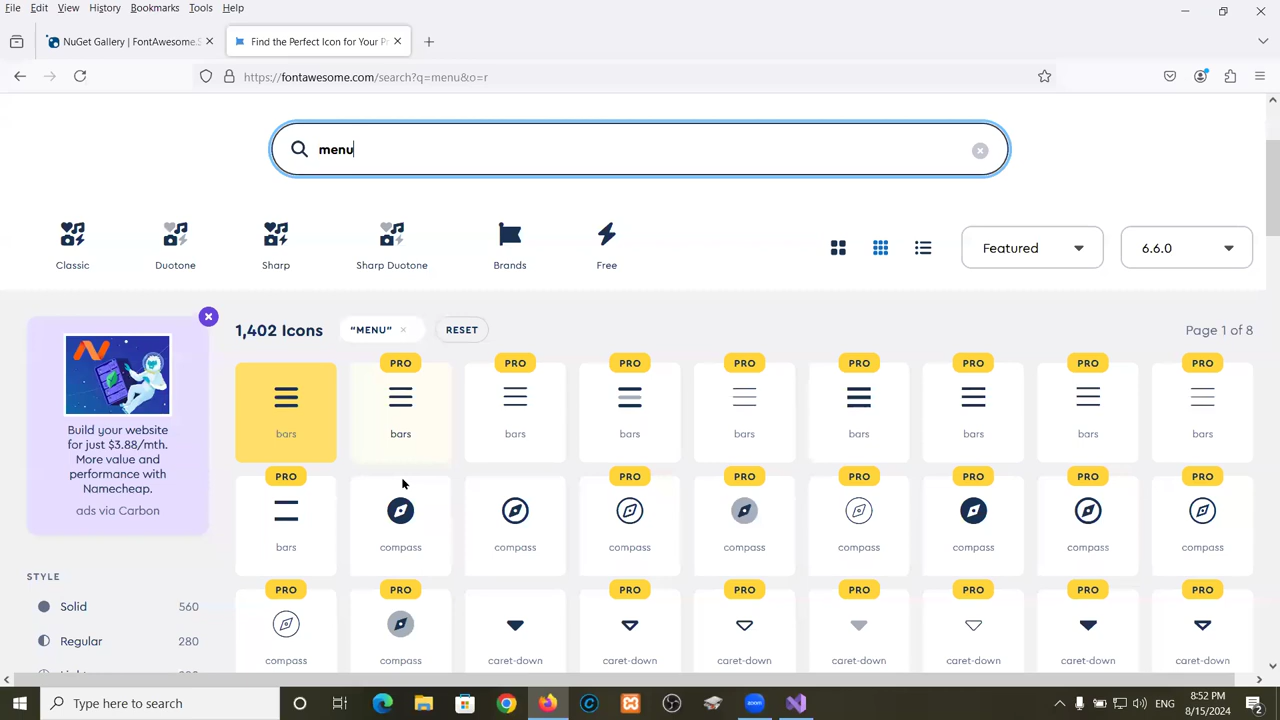 File Edit View History Bookmarks Tools Help
NuGet Gallery | FontAwesome.S
Find the Perfect Icon for Your Pr
https://fontawesome.com/search?q=menu&o=r
menu
Classic Duotone Sharp Sharp Duotone Brands Free
Featured 6.6.0
1,402 Icons "MENU" × RESET Page 1 of 8
PRO PRO PRO PRO PRO PRO PRO PRO
bars bars bars bars bars bars bars bars bars
Build your website
for just $3.88/mth.
More value and
performance with
Namecheap.
ads via Carbon
PRO PRO PRO PRO PRO PRO PRO
bars compass compass compass compass compass compass compass compass
PRO PRO PRO PRO PRO PRO PRO
compass compass caret-down caret-down caret-down caret-down caret-down caret-down caret-down
STYLE
Solid 560
Regular 280
Type here to search
zoom
8:52 PM
8/15/2024
2